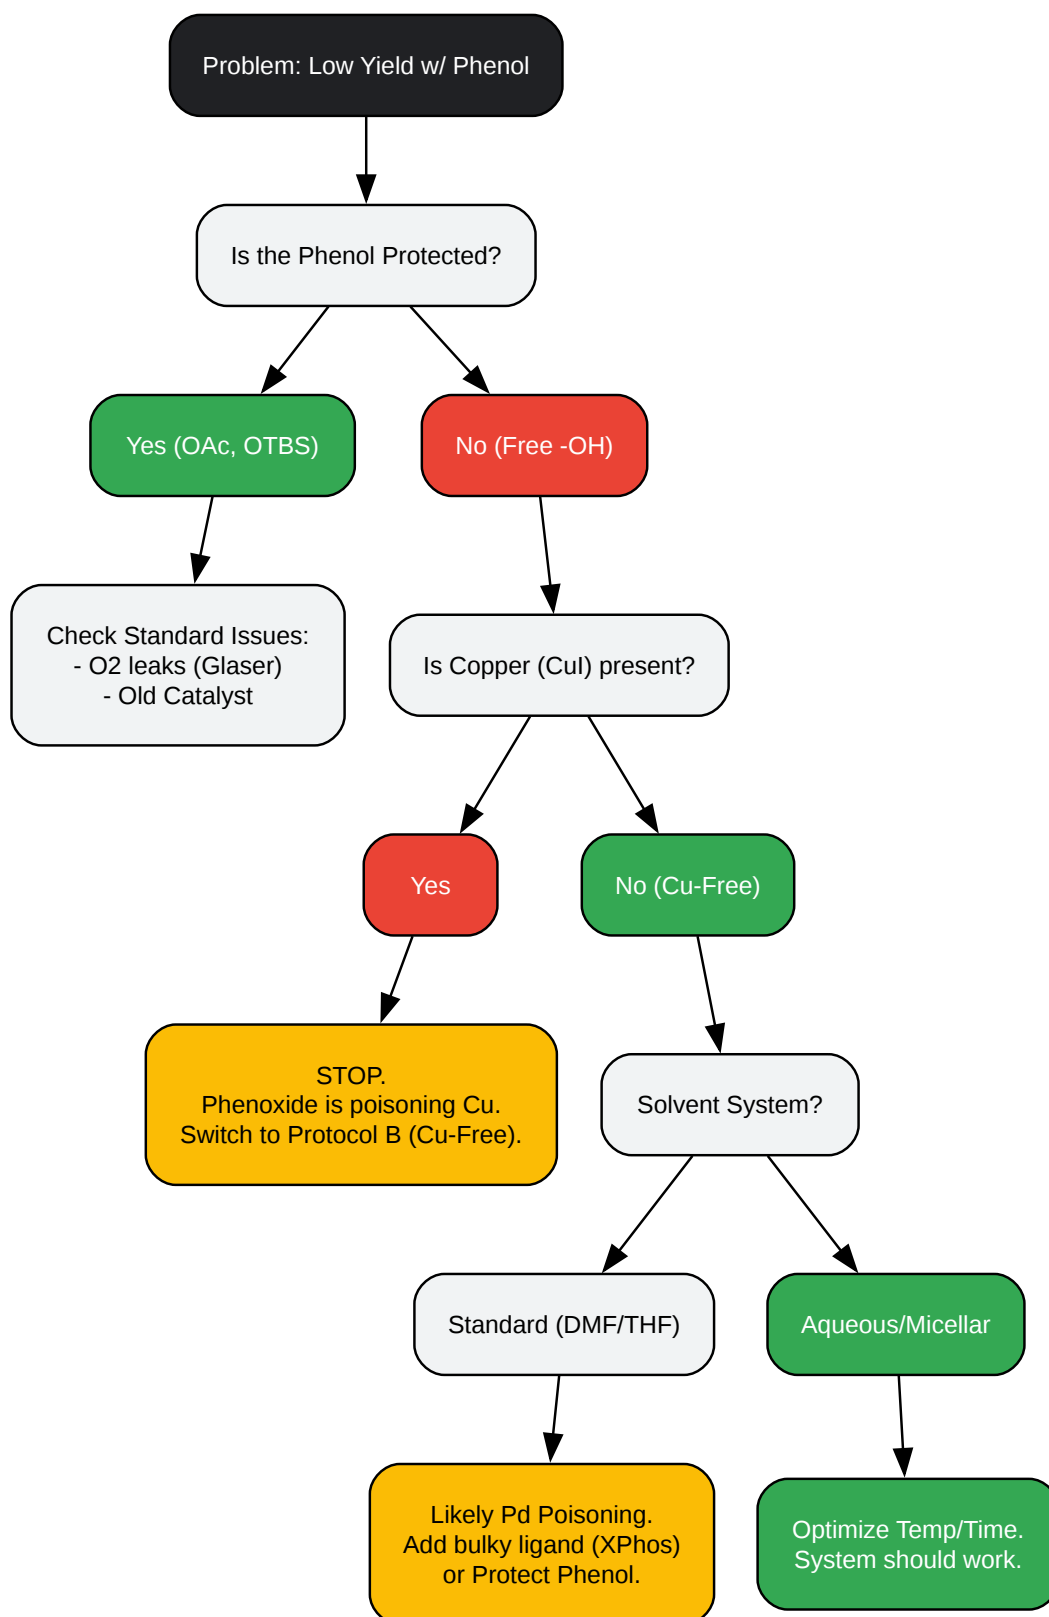 Problem: Low Yield w/ Phenol
Is the Phenol Protected?
Yes (OAc, OTBS)
No (Free -OH)
Check Standard Issues:
- O2 leaks (Glaser)
- Old Catalyst
Is Copper (CuI) present?
Yes
No (Cu-Free)
STOP.
Phenoxide is poisoning Cu.
Switch to Protocol B (Cu-Free).
Solvent System?
Standard (DMF/THF)
Aqueous/Micellar
Likely Pd Poisoning.
Add bulky ligand (XPhos)
or Protect Phenol.
Optimize Temp/Time.
System should work.